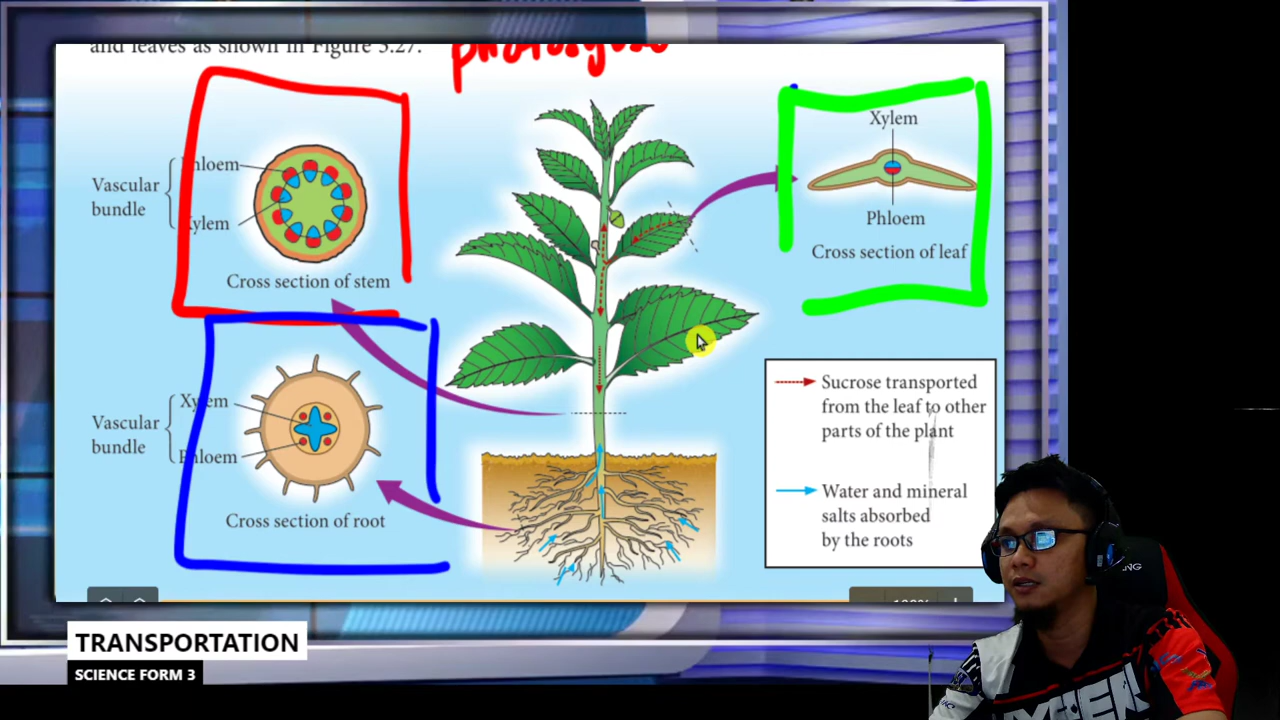 and leaves as shown in Figure 3.27.
Xylem
Phloem
Cross section of leaf
Phloem
Vascular
bundle
Xylem
Cross section of stem
Xylem
Vascular
bundle
Phloem
Cross section of root
Sucrose transported
from the leaf to other
parts of the plant
Water and mineral
salts absorbed
by the roots
100%
TRANSPORTATION
SCIENCE FORM 3